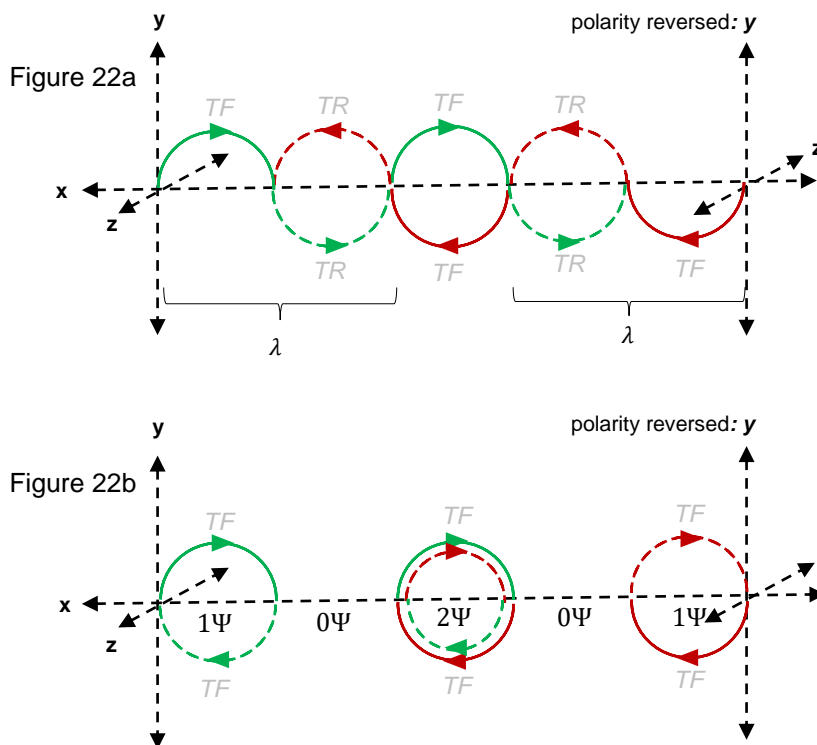 y
polarity reversed: y
Figure 22a
TF
TR
TF
TR
z
x
z
TR
TF
TR
TF
λ
λ
y
polarity reversed: y
Figure 22b
TF
TF
TF
x
1Ψ
0Ψ
2Ψ
0Ψ
1Ψ
z
TF
TF
TF